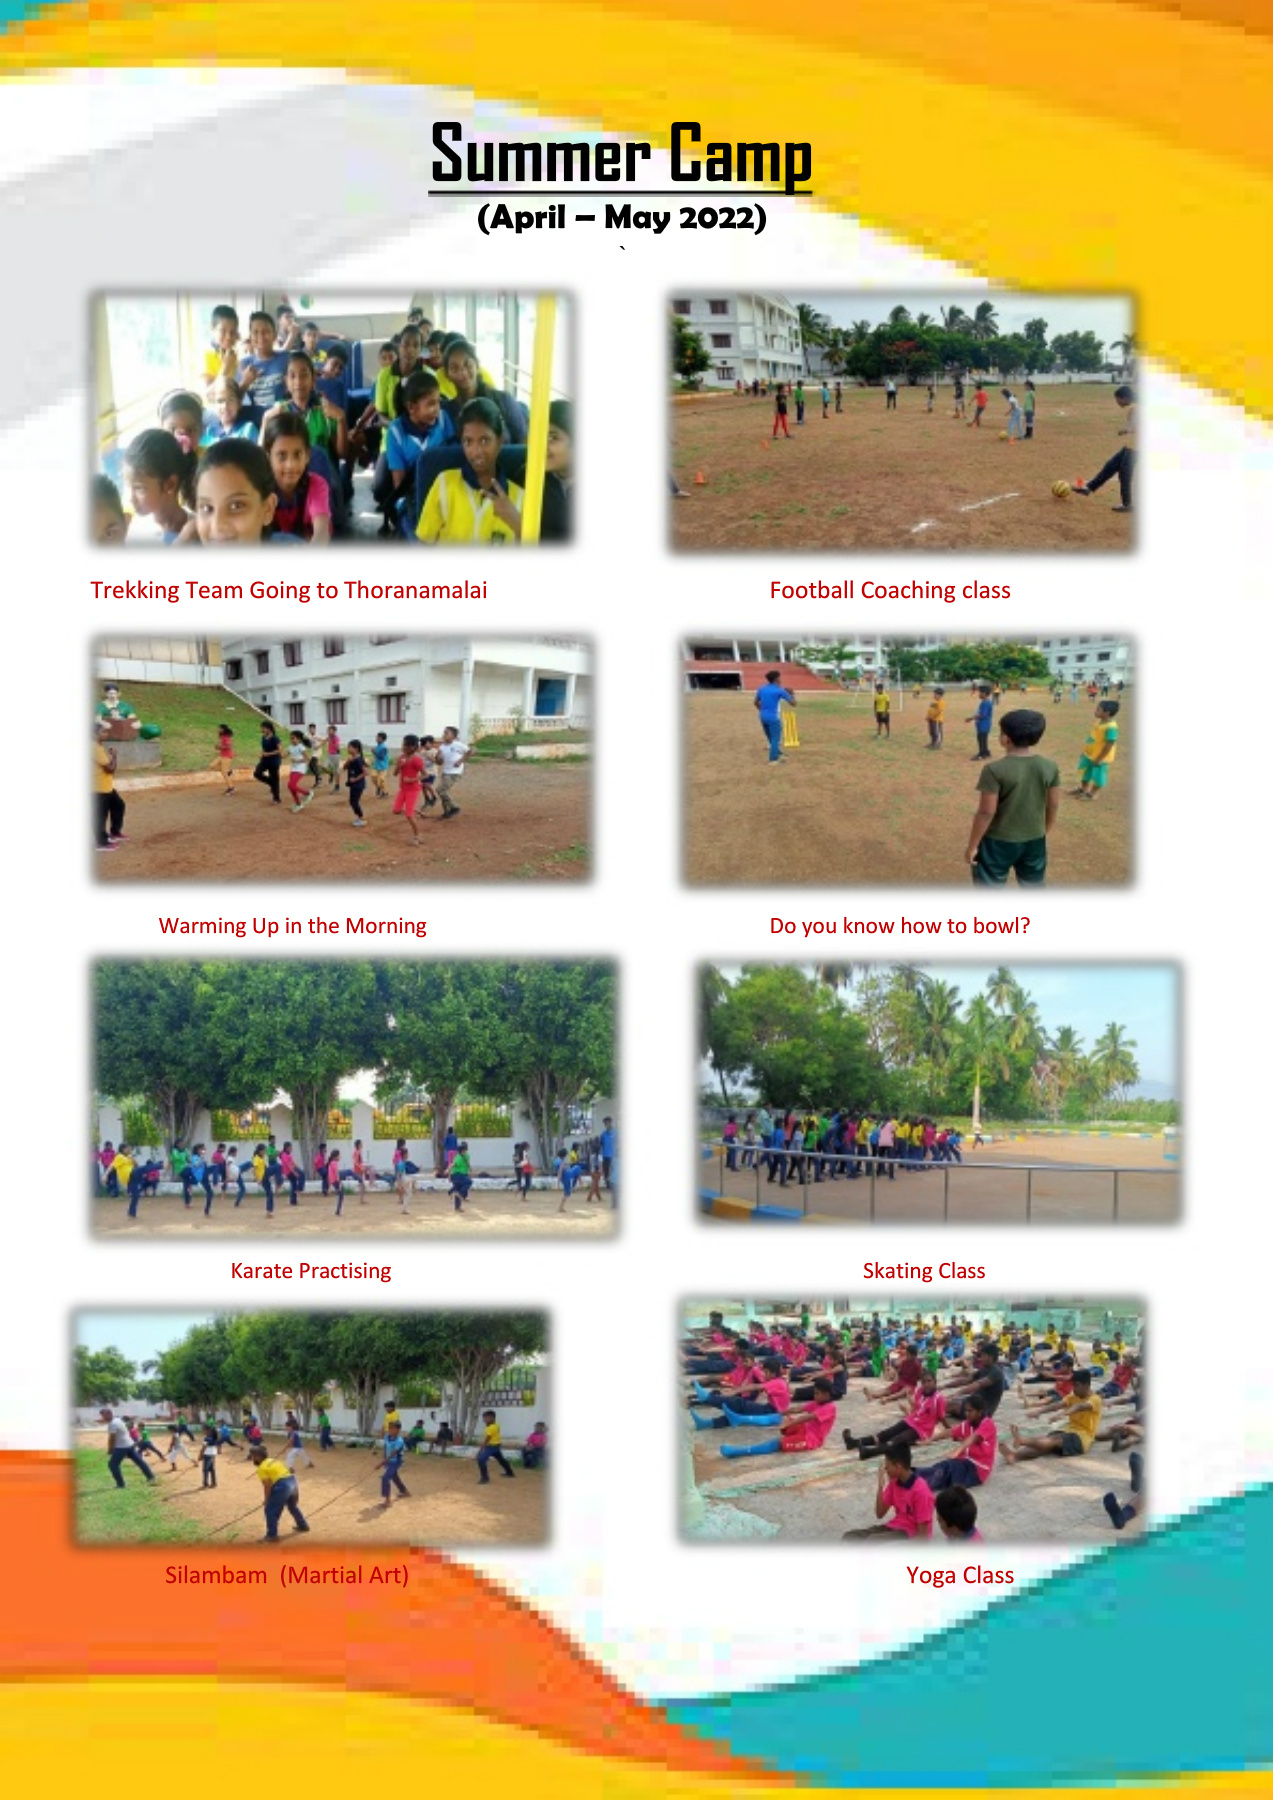 Summer Camp
(April – May 2022)
`
Trekking Team Going to Thoranamalai
Football Coaching class
Warming Up in the Morning
Do you know how to bowl?
Karate Practising
Skating Class
Silambam  (Martial Art)
Yoga Class